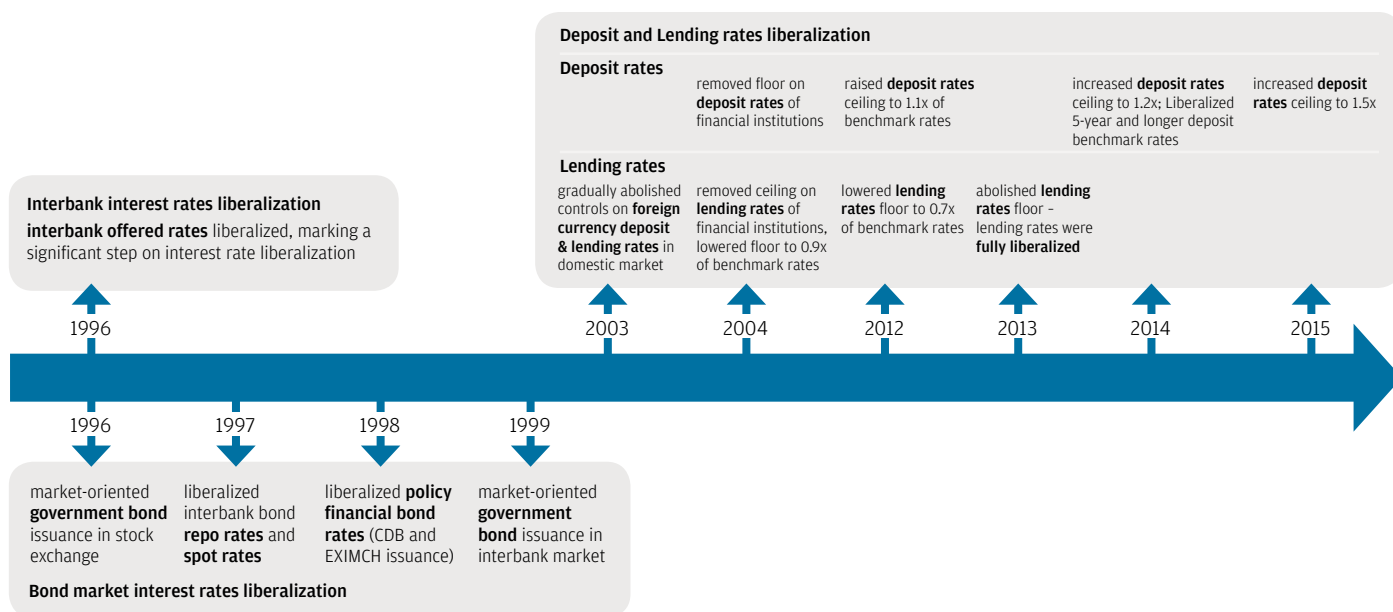 Deposit and Lending rates liberalization
Deposit rates
removed floor on
deposit rates of
financial institutions
raised deposit rates
ceiling to 1.1x of
benchmark rates
increased deposit rates
ceiling to 1.2x; Liberalized
5-year and longer deposit
benchmark rates
increased deposit
rates ceiling to 1.5x
Lending rates
gradually abolished
controls on foreign
currency deposit
& lending rates in
domestic market
removed ceiling on
lending rates of
financial institutions,
lowered floor to 0.9x
of benchmark rates
lowered lending
rates floor to 0.7x
of benchmark rates
abolished lending
rates floor –
lending rates were
fully liberalized
Interbank interest rates liberalization
interbank offered rates liberalized, marking a
significant step on interest rate liberalization
1996
2003
2004
2012
2013
2014
2015
1996
1997
1998
1999
market-oriented
government bond
issuance in stock
exchange
liberalized
interbank bond
repo rates and
spot rates
liberalized policy
financial bond
rates (CDB and
EXIMCH issuance)
market-oriented
government
bond issuance in
interbank market
Bond market interest rates liberalization